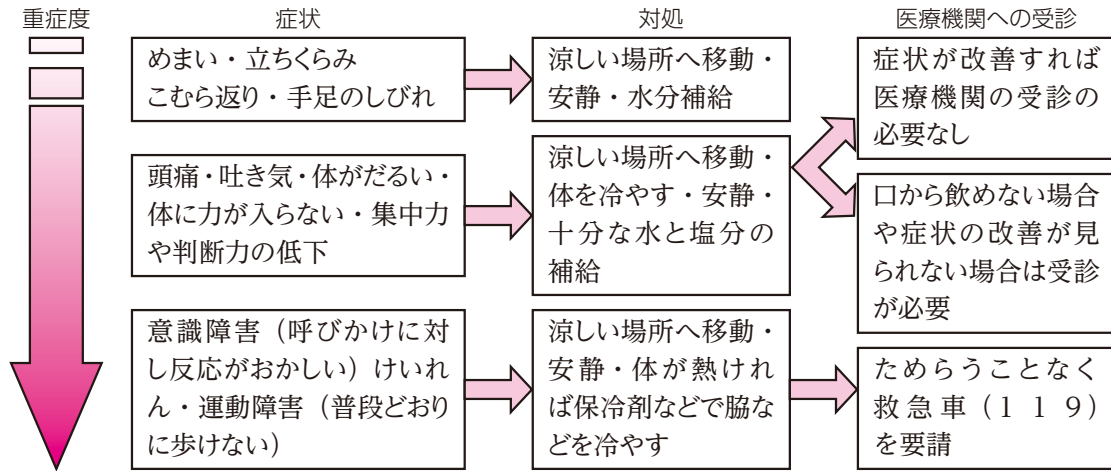 重症度
症状
対処
医療機関への受診
めまい・立ちくらみ
こむら返り・手足のしびれ
涼しい場所へ移動・
安静・水分補給
症状が改善すれば
医療機関の受診の
必要なし
頭痛・吐き気・体がだるい・
体に力が入らない・集中力
や判断力の低下
涼しい場所へ移動・
体を冷やす・安静・
十分な水と塩分の
補給
口から飲めない場合
や症状の改善が見
られない場合は受診
が必要
意識障害（呼びかけに対
し反応がおかしい）けいれ
ん・運動障害（普段どおり
に歩けない）
涼しい場所へ移動・
安静・体が熱けれ
ば保冷剤などで脇な
どを冷やす
ためらうことなく
救急車（119）
を要請